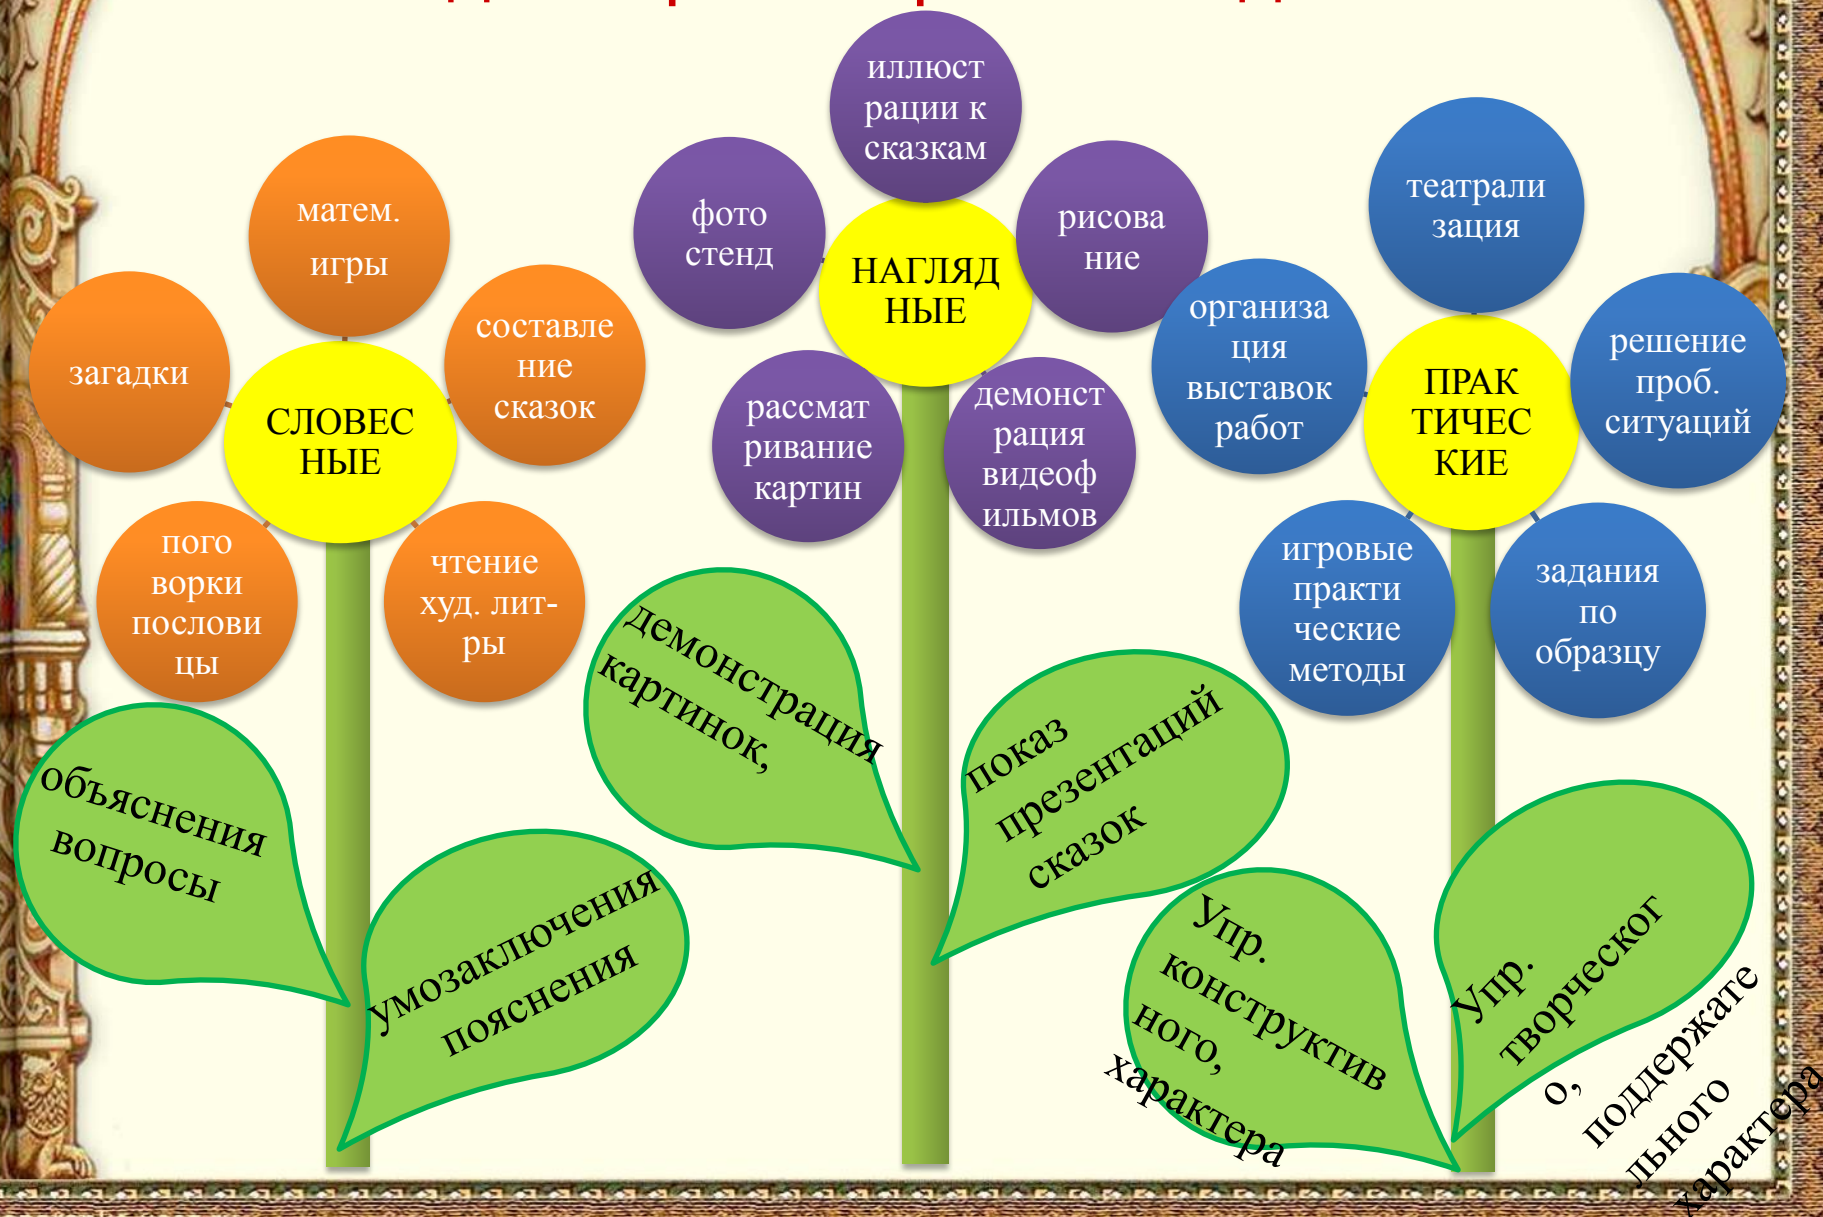 матем.
игры
загадки
составле
ние
сказок
СЛОВЕС
НЫЕ
пого
ворки
послови
цы
чтение
худ. лит-
ры
объяснения
вопросы
умозаключения
пояснения
иллюст
рации к
сказкам
фото
стенд
рисова
ние
НАГЛЯД
НЫЕ
рассмат
ривание
картин
демонст
рация
видеоф
ильмов
демонстрация
картинок,
показ
презентаций
сказок
театрали
зация
организа
ция
выставок
работ
решение
проб.
ситуаций
ПРАК
ТИЧЕС
КИЕ
игровые
практи
ческие
методы
задания
по
образцу
Упр.
конструктив
ного,
характера
Упр.
творческог
о,
поддержате
льного
характера